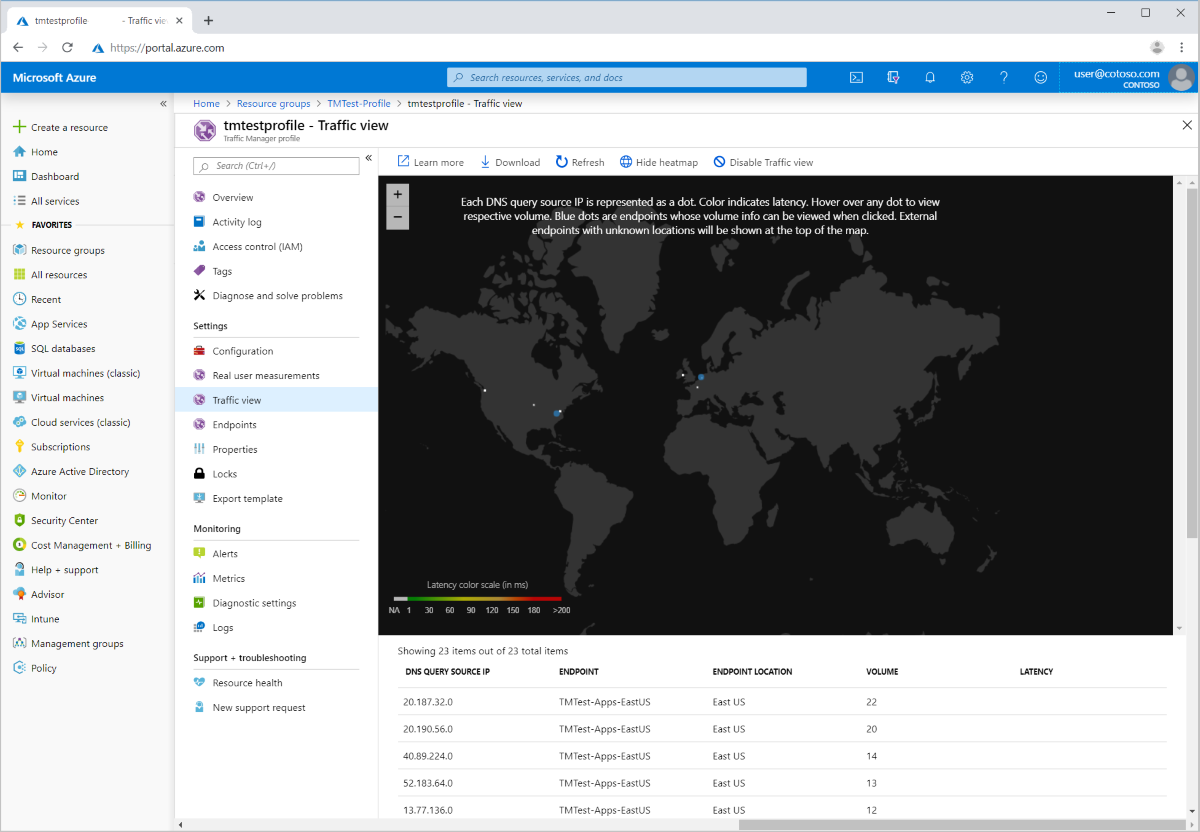 tmtestprofile - Traffic vie
https://portal.azure.com
Microsoft Azure
Search resources, services, and docs
user@cotoso.com
CONTOSO
Home > Resource groups > TMTest-Profile > tmtestprofile - Traffic view
tmtestprofile - Traffic view
Traffic Manager profile
Create a resource
Home
Dashboard
All services
FAVORITES
Resource groups
All resources
Recent
App Services
SQL databases
Virtual machines (classic)
Virtual machines
Cloud services (classic)
Subscriptions
Azure Active Directory
Monitor
Security Center
Cost Management + Billing
Help + support
Advisor
Intune
Management groups
Policy
Search (Ctrl+/)
Overview
Activity log
Access control (IAM)
Tags
Diagnose and solve problems
Settings
Configuration
Real user measurements
Traffic view
Endpoints
Properties
Locks
Export template
Monitoring
Alerts
Metrics
Diagnostic settings
Logs
Support + troubleshooting
Resource health
New support request
Learn more Download Refresh Hide heatmap Disable Traffic view
+
−
Each DNS query source IP is represented as a dot. Color indicates latency. Hover over any dot to view
respective volume. Blue dots are endpoints whose volume info can be viewed when clicked. External
endpoints with unknown locations will be shown at the top of the map.
Latency color scale (in ms)
NA 1 30 60 90 120 150 180 >200
Showing 23 items out of 23 total items
DNS QUERY SOURCE IP ENDPOINT ENDPOINT LOCATION VOLUME LATENCY
20.187.32.0 TMTest-Apps-EastUS East US 22
20.190.56.0 TMTest-Apps-EastUS East US 20
40.89.224.0 TMTest-Apps-EastUS East US 14
52.183.64.0 TMTest-Apps-EastUS East US 13
13.77.136.0 TMTest-Apps-EastUS East US 12